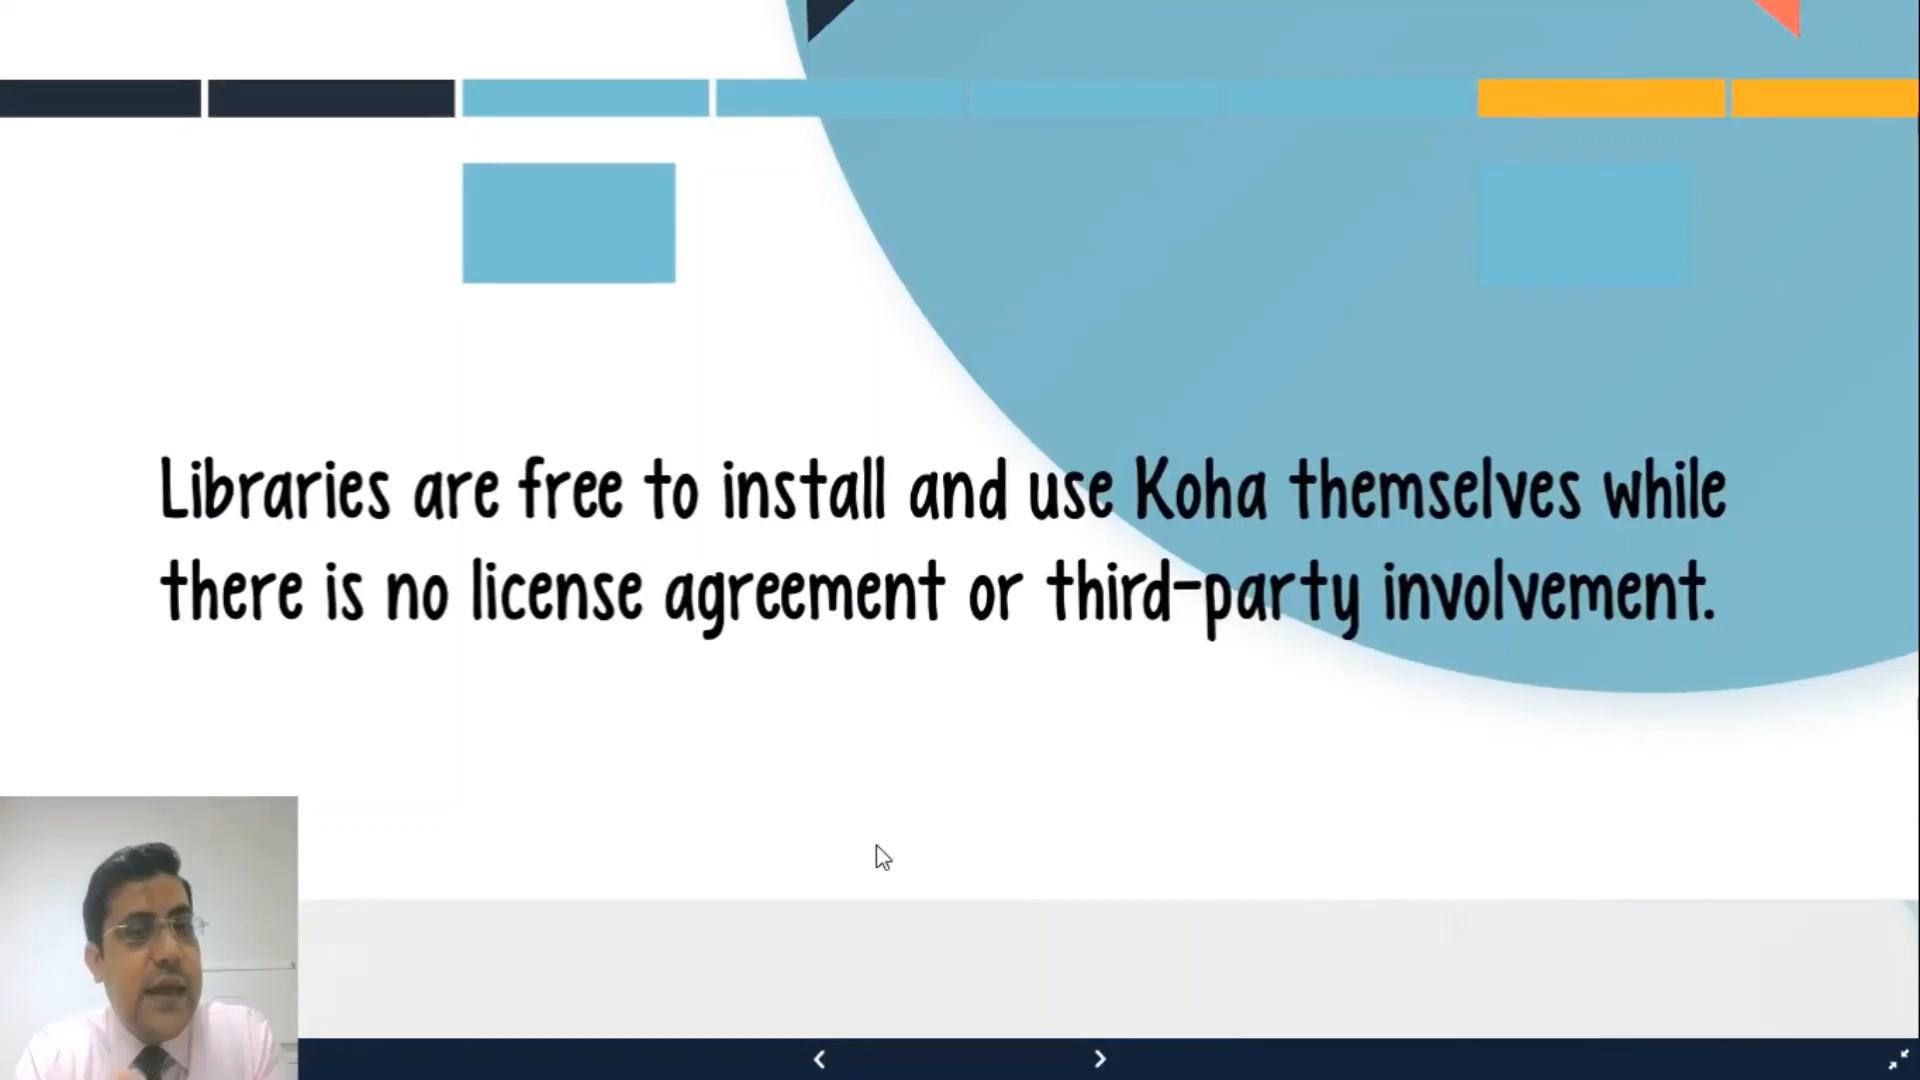 Libraries are free to install and use Koha themselves while
there is no license agreement or third-party involvement.